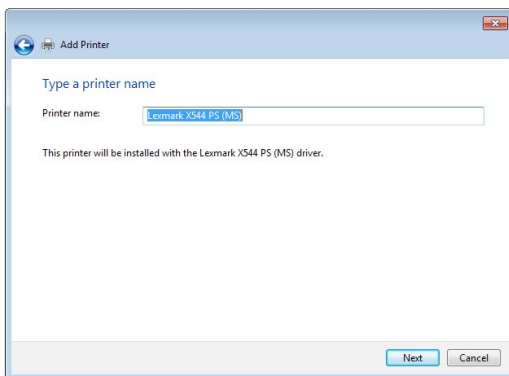 Add Printer
Type a printer name
Printer name: Lexmark X544 PS (MS)
This printer will be installed with the Lexmark X544 PS (MS) driver.
Next Cancel